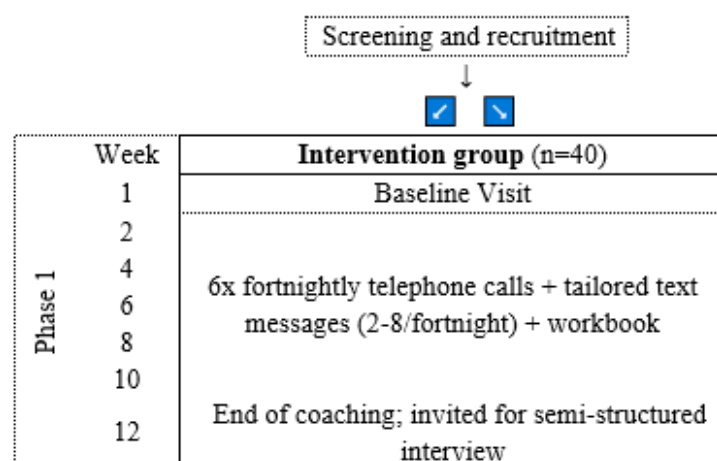 Screening and recruitment
↓
↙ ↘
Week Intervention group (n=40)
1 Baseline Visit
2
4
6
8
10
12
6x fortnightly telephone calls + tailored text
messages (2-8/fortnight) + workbook
End of coaching; invited for semi-structured
interview
Phase 1